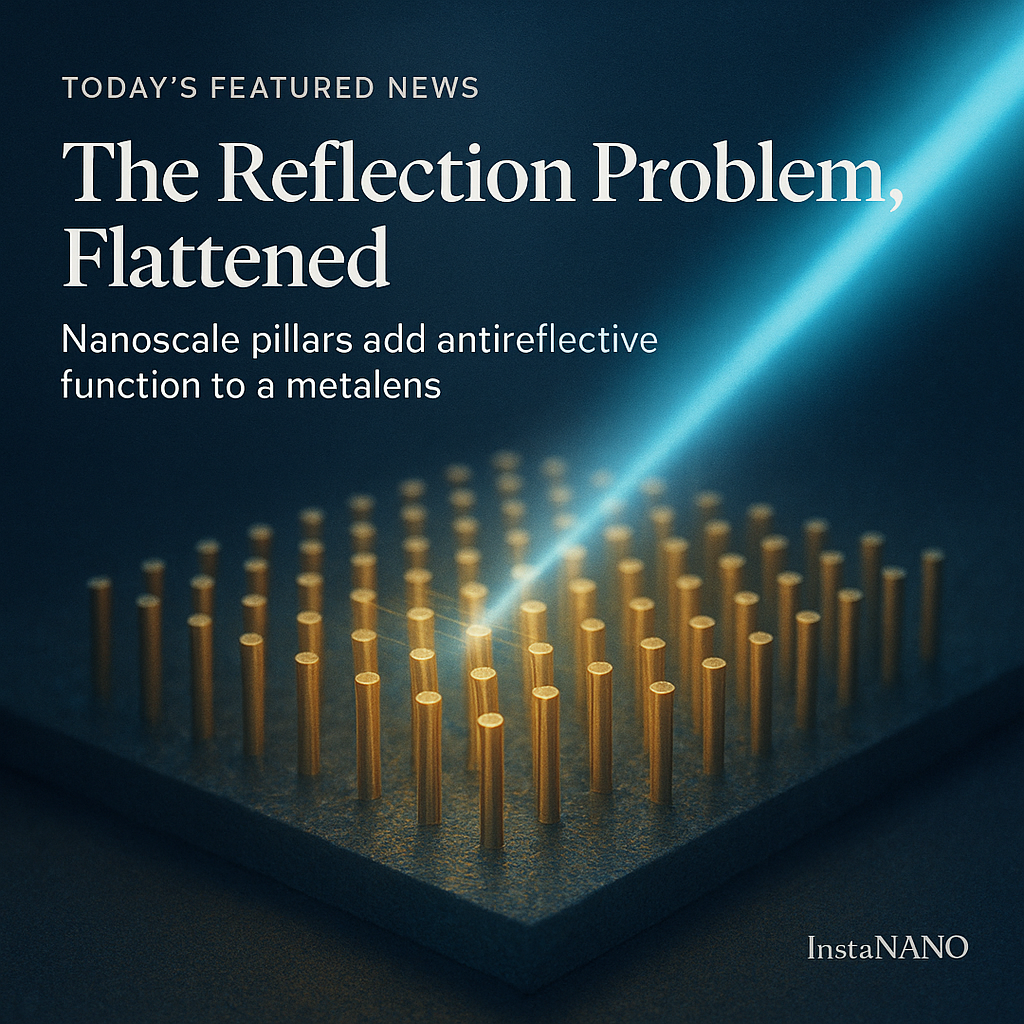 TODAY’S FEATURED NEWS
The Reflection Problem,
Flattened
Nanoscale pillars add antireflective
function to a metalens
InstaNANO